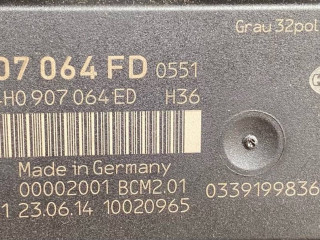 Grau 32pol
07 064 FD 0551
4H0 907 064 ED H36
Made in Germany
00002001 BCM2.01
0339199836
1 23.06.14 10020965